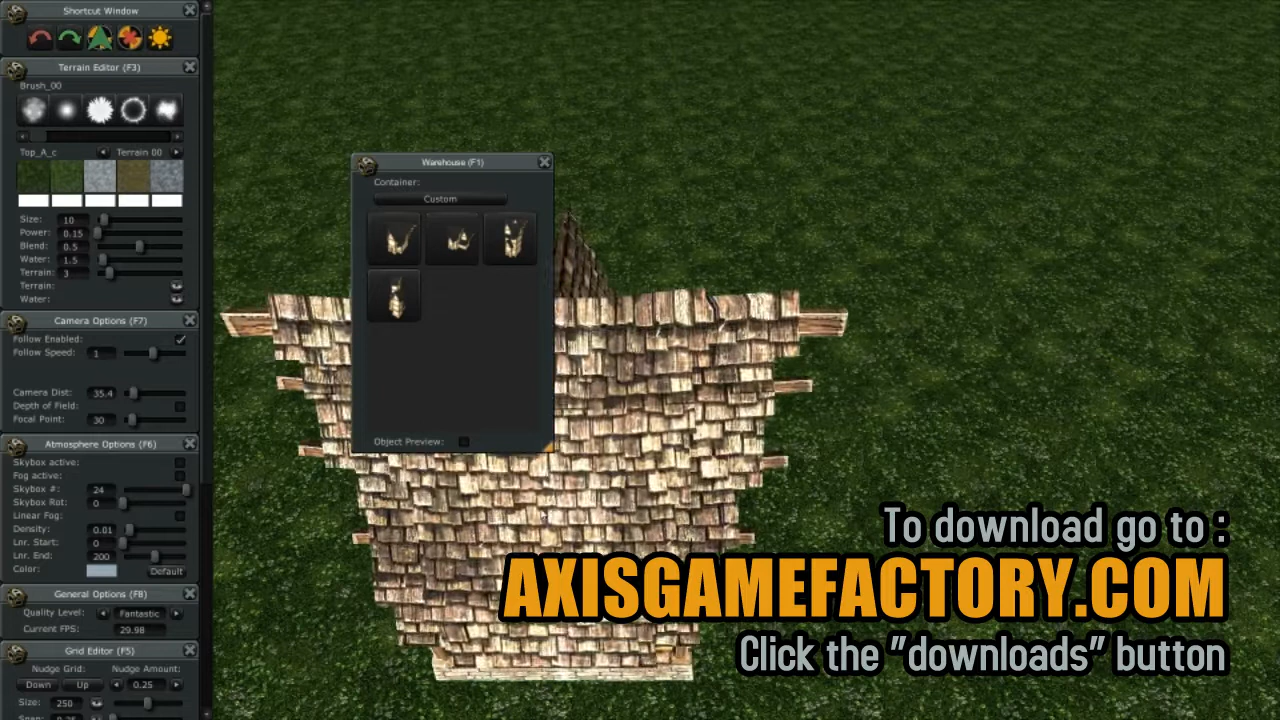 Shortcut Window
Terrain Editor (F3)
Brush_00
Top_A_c
Terrain 00
Size: 10
Power: 0.15
Blend: 0.5
Water: 1.5
Terrain: 3
Terrain:
Water:
Camera Options (F7)
Follow Enabled:
Follow Speed: 1
Camera Dist: 35.4
Depth of Field:
Focal Point: 30
Atmosphere Options (F6)
Skybox active:
Fog active:
Skybox #: 24
Skybox Rot: 0
Linear Fog:
Density: 0.01
Lnr. Start: 0
Lnr. End: 200
Color: Default
General Options (F8)
Quality Level: Fantastic
Current FPS: 29.98
Grid Editor (F5)
Nudge Grid: Nudge Amount:
Down Up 0.25
Size: 250
Snap: 0.25
Warehouse (F1)
Container:
Custom
Object Preview:
To download go to :
AXISGAMEFACTORY.COM
Click the "downloads" button